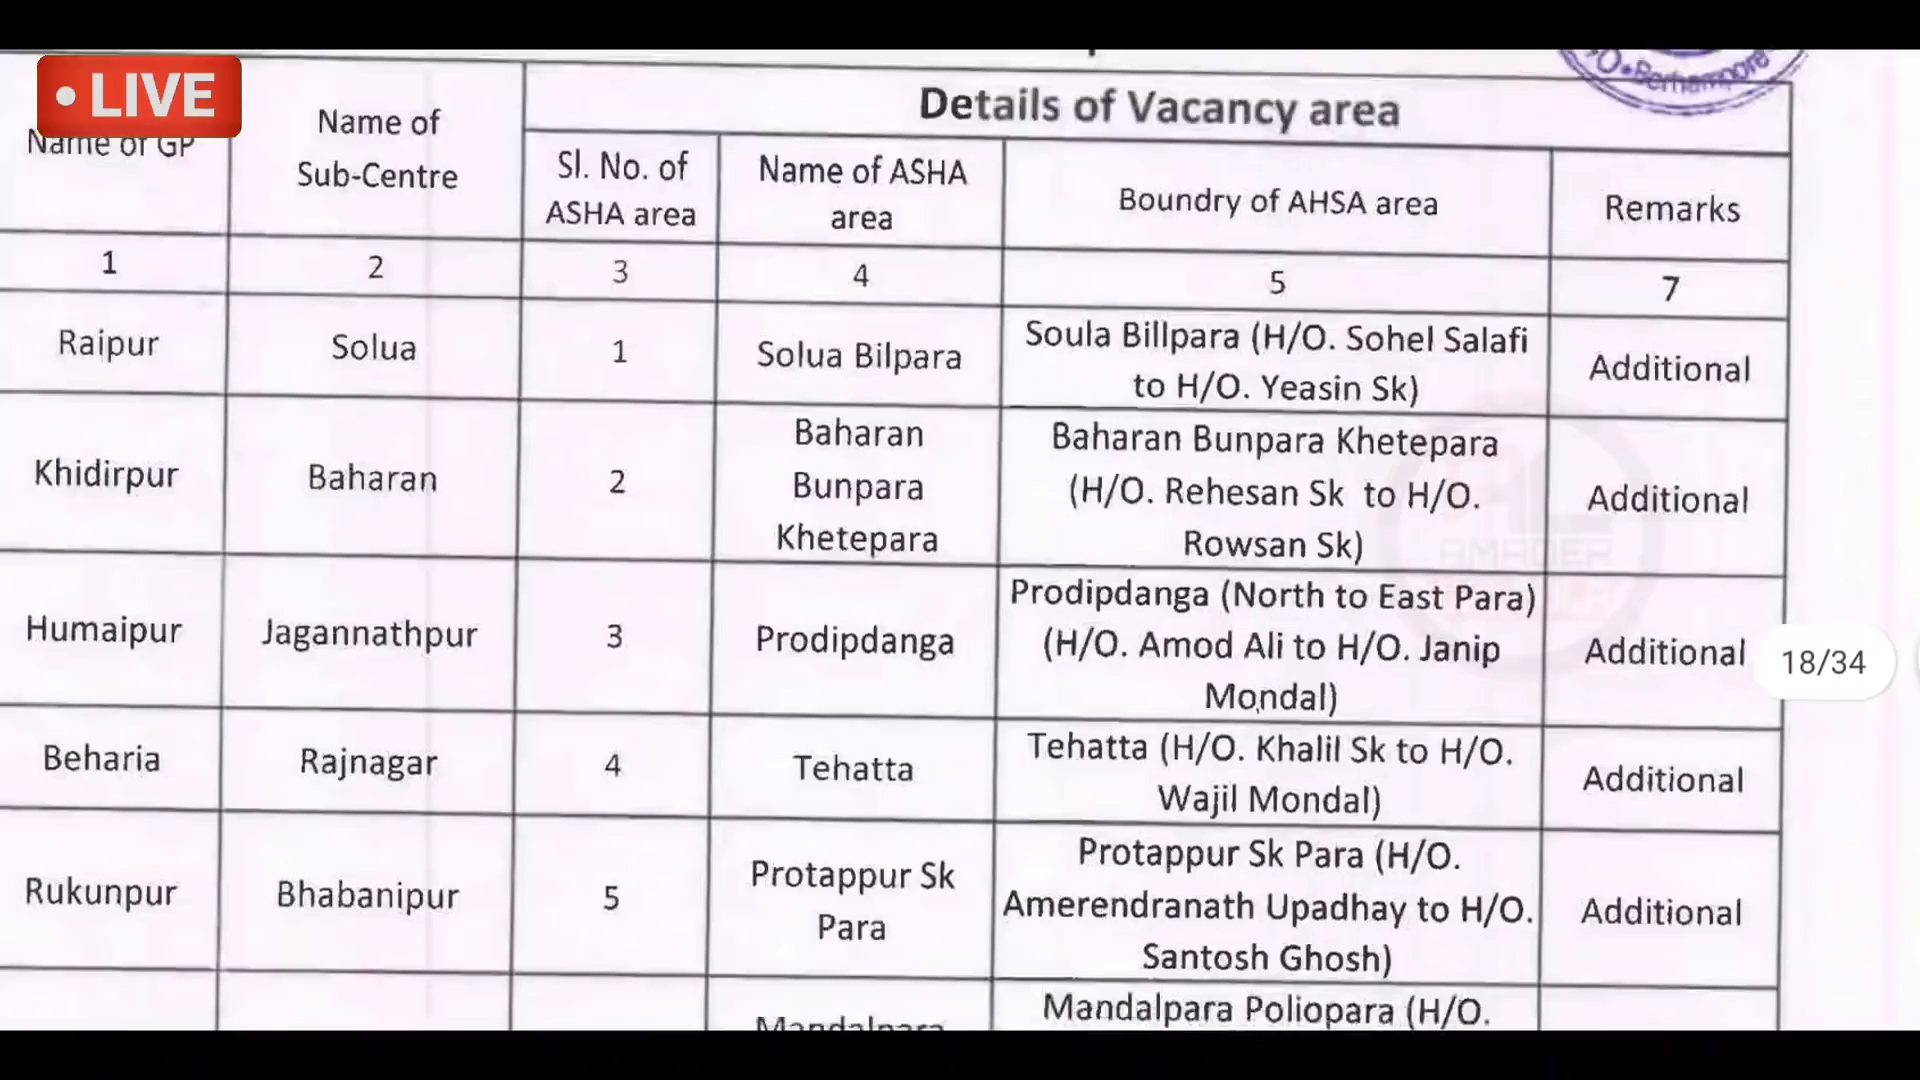 LIVE
Berhampore
Details of Vacancy area
Name of GP
Name of
Sub-Centre
Sl. No. of
ASHA area
Name of ASHA
area
Boundry of AHSA area
Remarks
1
2
3
4
5
7
Raipur
Solua
1
Solua Bilpara
Soula Billpara (H/O. Sohel Salafi
to H/O. Yeasin Sk)
Additional
Khidirpur
Baharan
2
Baharan
Bunpara
Khetepara
Baharan Bunpara Khetepara
(H/O. Rehesan Sk to H/O.
Rowsan Sk)
Additional
Humaipur
Jagannathpur
3
Prodipdanga
Prodipdanga (North to East Para)
(H/O. Amod Ali to H/O. Janip
Mondal)
Additional
18/34
Beharia
Rajnagar
4
Tehatta
Tehatta (H/O. Khalil Sk to H/O.
Wajil Mondal)
Additional
Rukunpur
Bhabanipur
5
Protappur Sk
Para
Protappur Sk Para (H/O.
Amerendranath Upadhay to H/O.
Santosh Ghosh)
Additional
Mandalpara
Mandalpara Poliopara (H/O.
AMADER